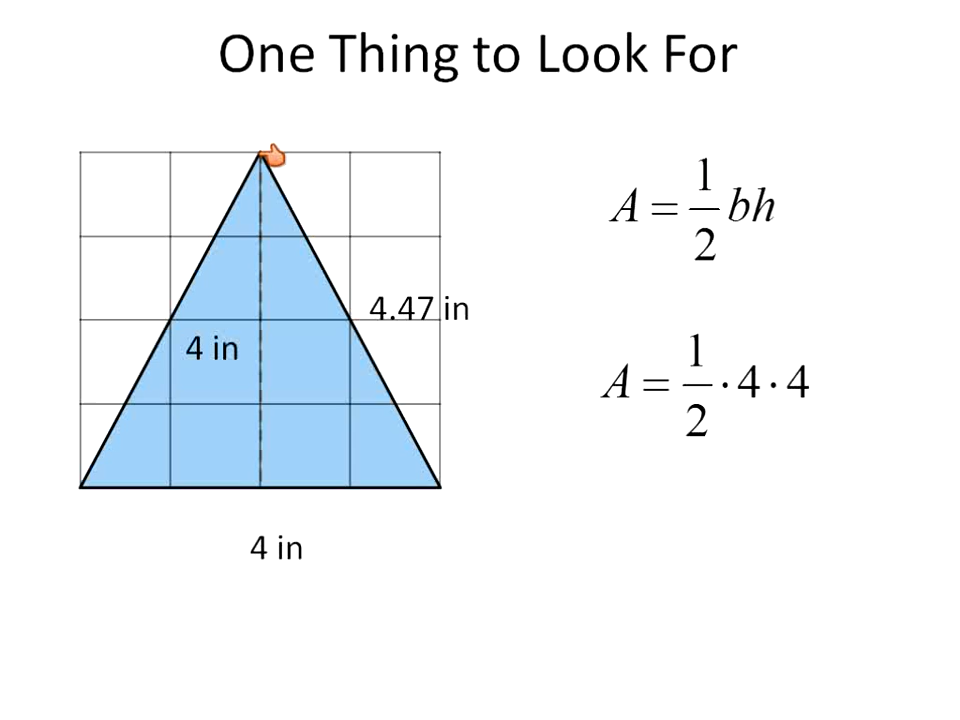 One Thing to Look For
A = 1/2 bh
4.47 in
4 in
A = 1/2 · 4 · 4
4 in